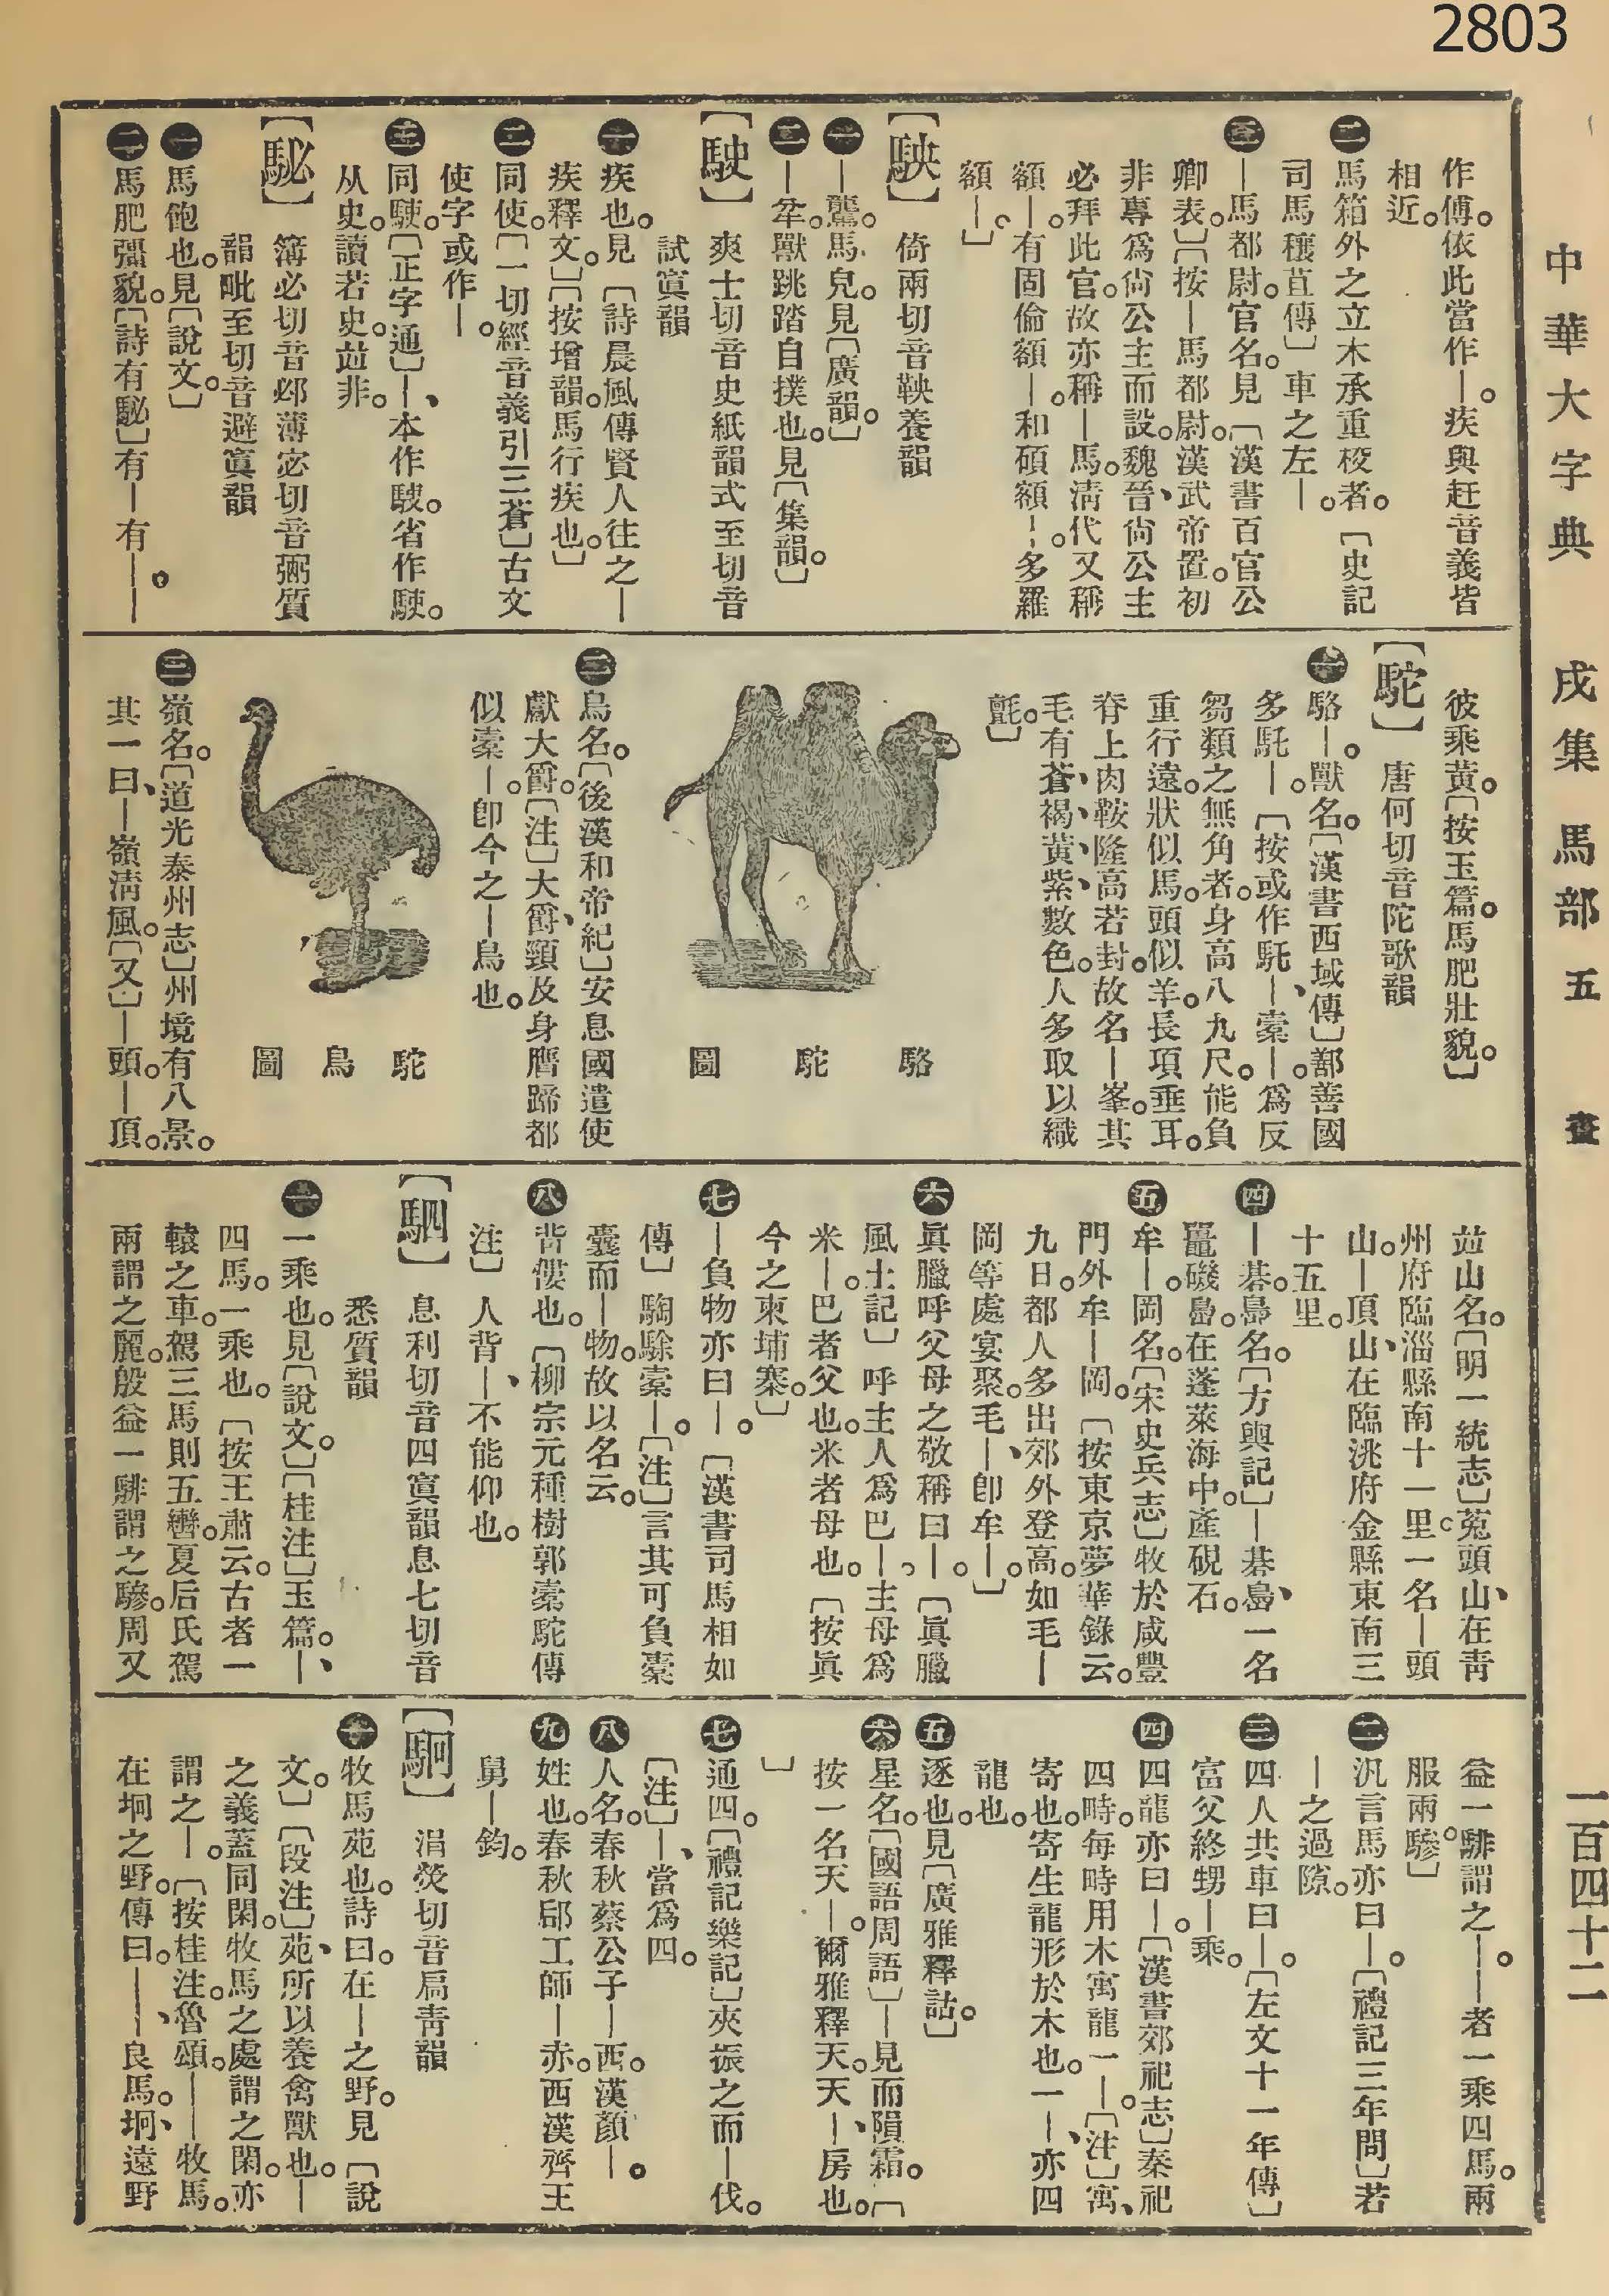 2803
中華大字典　戌集　馬部　五畫　一百四十二
作傅。依此當作—。疾與赶音義皆
相近。
㊁馬箱外之立木承重校者。[史記
司馬穰苴傳]車之左—。
㊂—馬都尉。官名。見[漢書百官公
卿表。][按—馬都尉。漢武帝置。初
非專爲尙公主而設。魏、晉尙公主
必拜此官。故亦稱—馬。淸代又稱
額—。有固倫額—。和碩額—。多羅
額—。]
[駚]倚兩切音鞅養韻
㊀—䮾。馬皃。見[廣韻。]
㊁—䍧。獸跳踏自撲也。見[集韻。]
[駛]爽士切音史紙韻式至切音
試寘韻
㊀疾也。見[詩晨風傳賢人往之—
疾釋文。][按增韻。馬行疾也。]
㊁同使。[一切經音義引三蒼]古文
使字或作—。
㊂同駛。[正字通]—、本作駛。省作駛。
从史。讀若史。竝非。
[駜]簿必切音邲薄宓切音弼質
韻毗至切音避寘韻
㊀馬飽也。見[說文。]
㊁馬肥彊貌。[詩有駜]有—有—。—
彼乘黃。[按玉篇。馬肥壯貌。]
[駝]唐何切音陀歌韻
㊀駱—。獸名。[漢書西域傳]鄯善國
多馲—。[按或作馲—、橐—。爲反
芻類之無角者。身高八九尺。能負
重行遠。狀似馬。頭似羊。長項垂耳。
脊上肉鞍隆高若封。故名—峯。其
毛有蒼、褐、黃、紫數色。人多取以織
氈。]
駱駝圖
㊁鳥名。[後漢和帝紀]安息國遣使
獻大爵。[注]大爵、頸及身膺蹄都
似橐—。卽今之—鳥也。
駝鳥圖
㊂嶺名。[道光泰州志]州境有八景。
其一曰、—嶺淸風。[又]—頭。—頂。
竝山名。[明一統志]菟頭山、在靑
州府臨淄縣南十一里。一名—頭
山。—頂山、在臨洮府金縣東南三
十五里。
㊃—碁。島名。[方輿記]—碁島、一名
鼉磯島。在蓬萊海中。產硯石。
㊄牟—。岡名。[宋史兵志]牧於咸豐
門外牟—岡。[按東京夢華錄云。
九日。都人多出郊外登高。如毛—
岡等處宴聚。毛—、卽牟—。]
㊅眞臘呼父母之敬稱曰—。[眞臘
風土記]呼主人爲巴—。主母爲
米—。巴者父也。米者母也。[按眞
今之柬埔寨。]
㊆—負物亦曰—。[漢書司馬相如
傳]騊駼橐—。[注]言其可負橐
囊而—物。故以名云。
㊇背僂也。[柳宗元種樹郭橐駝傳
注]人背—、不能仰也。
[駟]息利切音四寘韻息七切音
悉質韻
㊀一乘也。見[說文。][桂注]玉篇。—、
四馬。一乘也。[按王肅云。古者一
轅之車。駕三馬則五轡。夏后氏駕
兩謂之麗。殷益一騑謂之驂。周又
益一騑謂之—。—者一乘四馬。兩
服兩驂。]
㊁汎言馬亦曰—。[禮記三年問]若
—之過隙。
㊂四人共車曰—。[左文十一年傳]
富父終甥—乘。
㊃四龍亦曰—。[漢書郊祀志]秦祀
四畤。每畤用木寓龍一—。[注]寓、
寄也。寄生龍形於木也。一—、亦四
龍也。
㊄逐也。見[廣雅釋詁。]
㊅星名。[國語周語]—見而隕霜。[
按一名天—。爾雅釋天。天—、房也。
]
㊆通四。[禮記樂記]夾振之而—伐。
[注]—、當爲四。
㊇人名。春秋蔡公子—。西漢顏—。
㊈姓也。春秋郈工師—赤。西漢齊王
舅—鈞。
[駉]涓熒切音扃靑韻
㊀牧馬苑也。詩曰。在—之野。見[說
文。][段注]苑、所以養禽獸也。—
之義蓋同閑。牧馬之處謂之閑。亦
謂之—。[按桂注。魯頌。——牧馬。
在坰之野。傳曰。——、良馬。坰、遠野